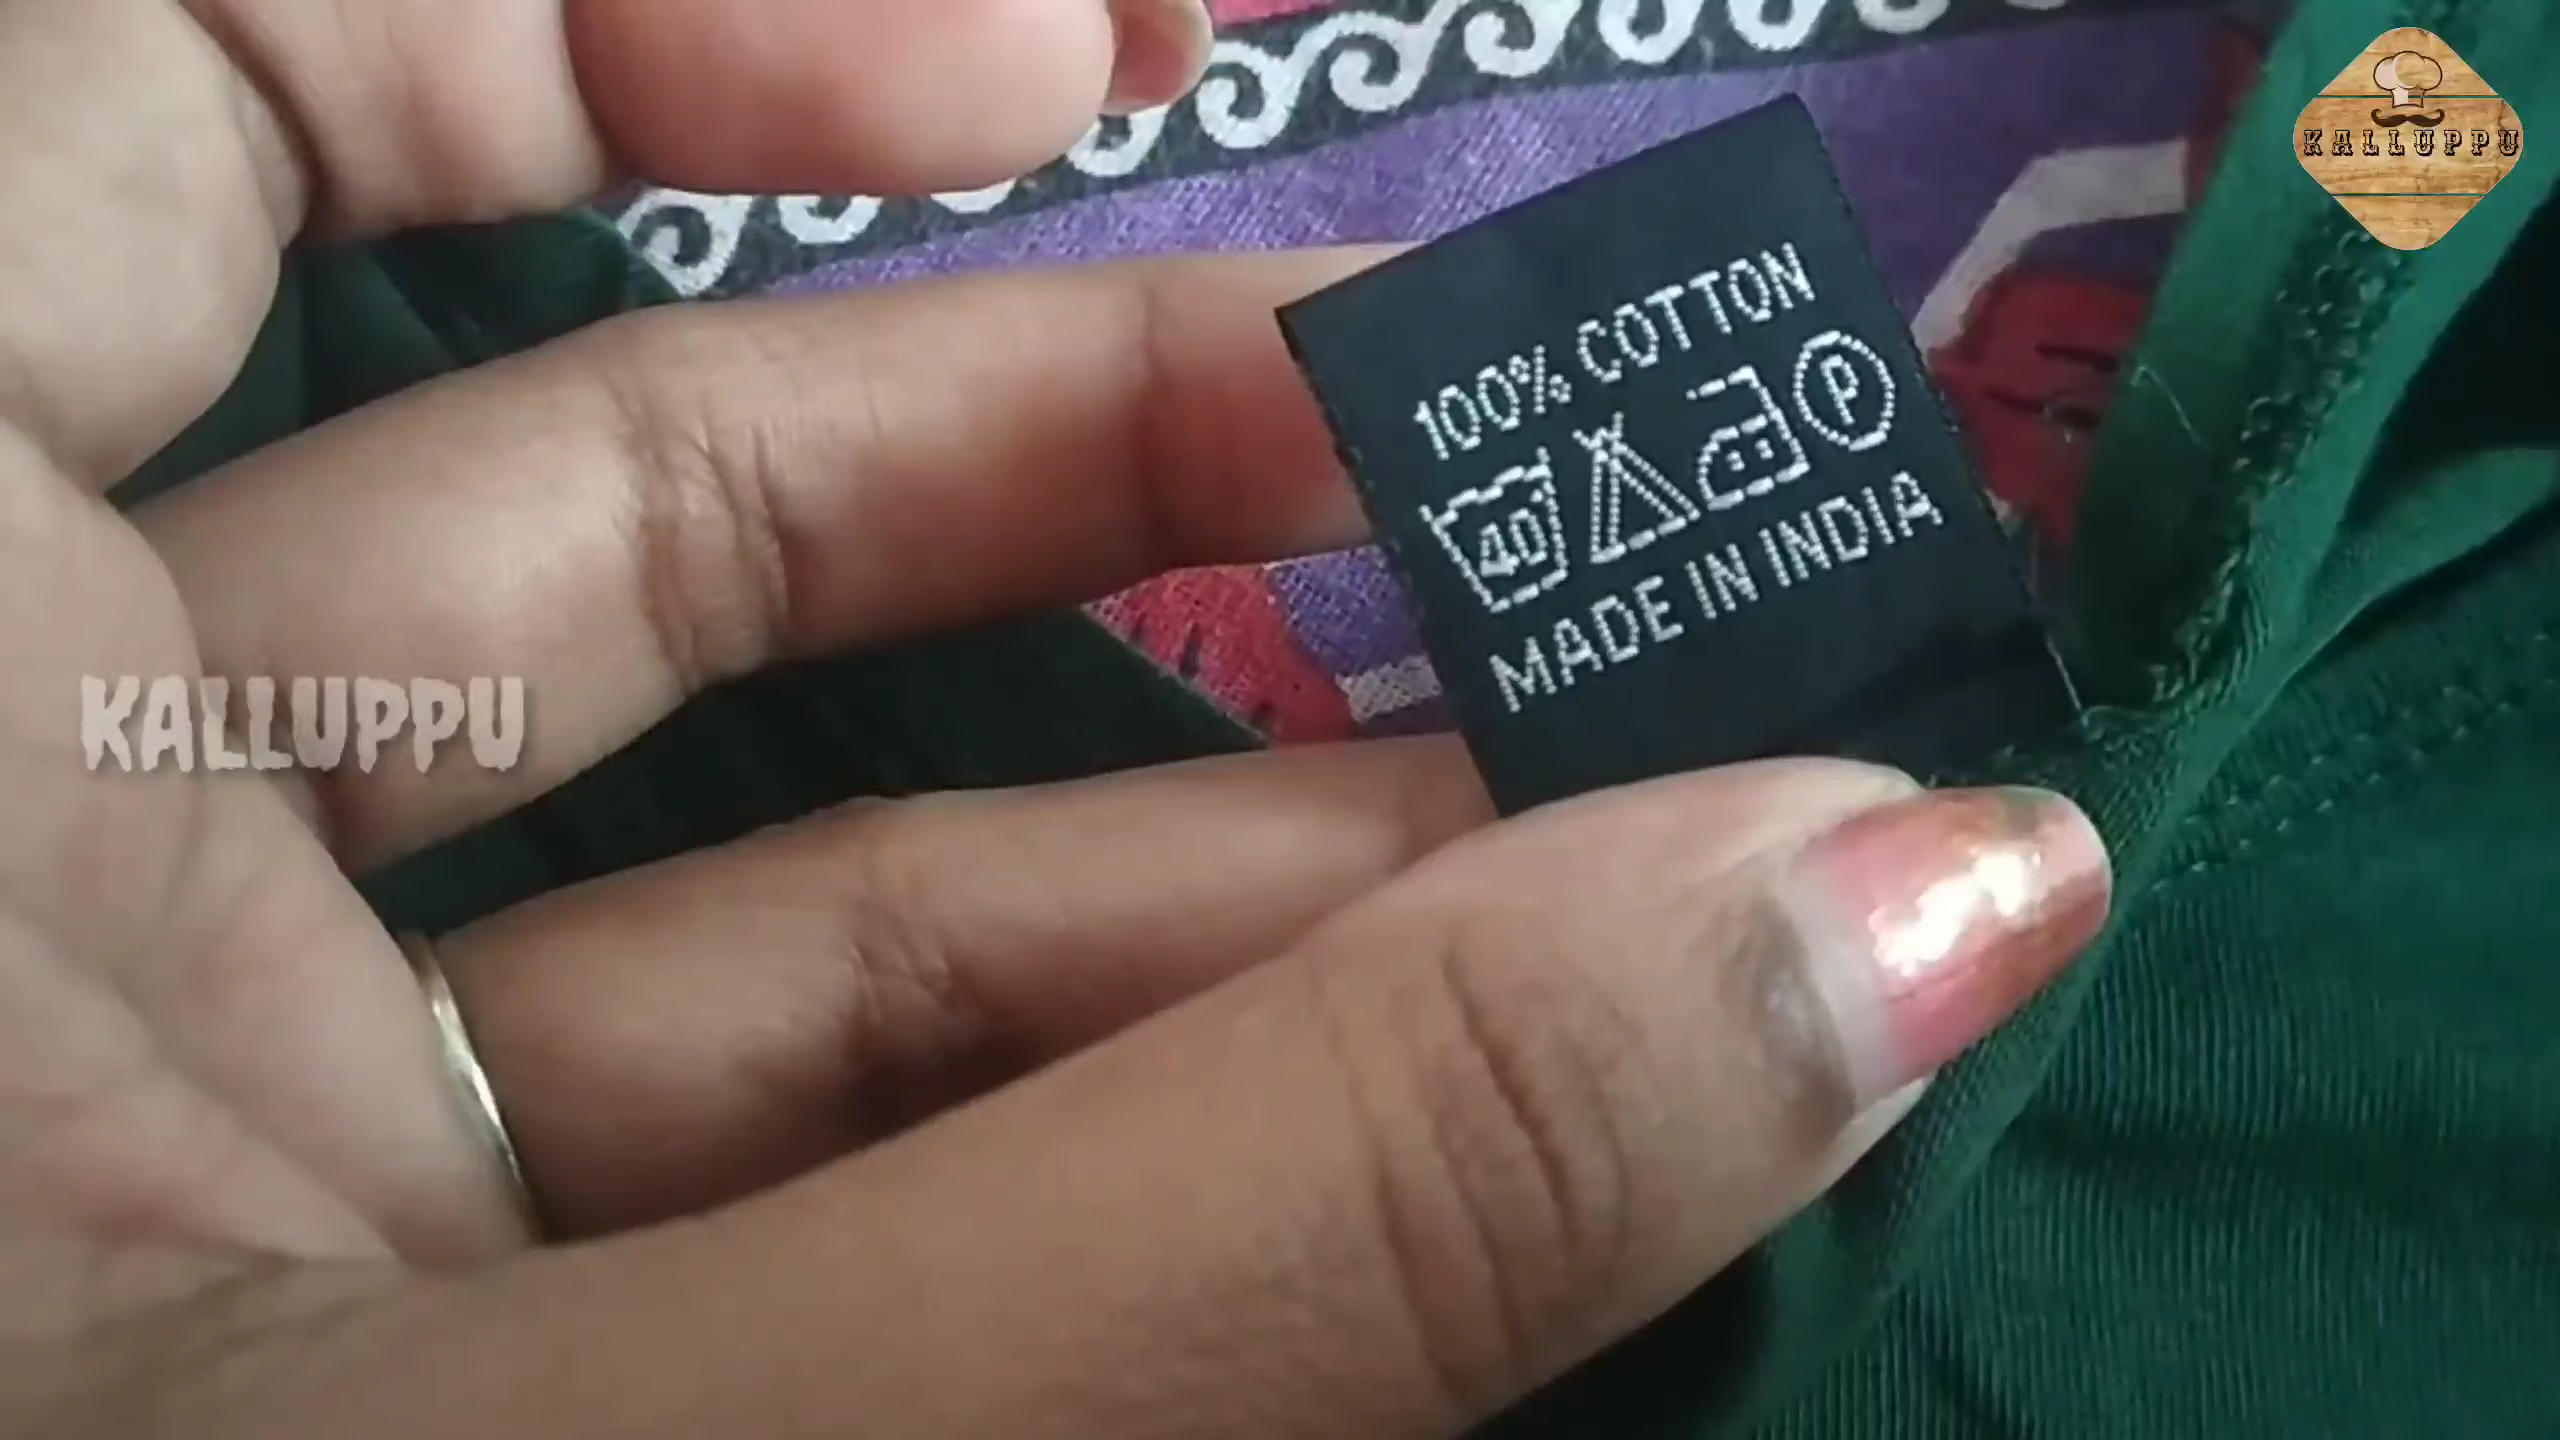 KALLUPPU
100% COTTON
40 P
MADE IN INDIA
KALLUPPU